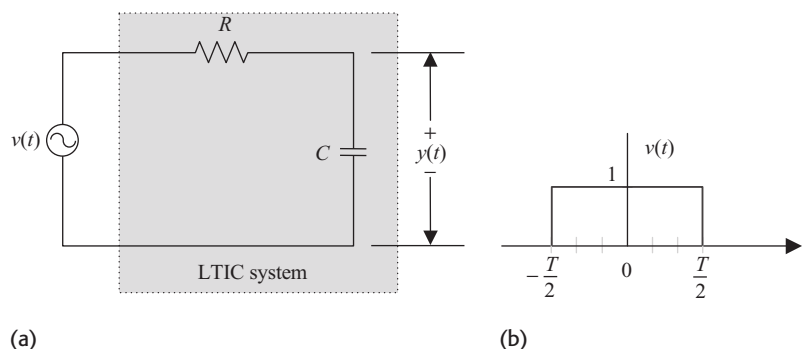 R
v(t)
C
+
y(t)
−
LTIC system
(a)
v(t)
1
−T/2
0
T/2
(b)